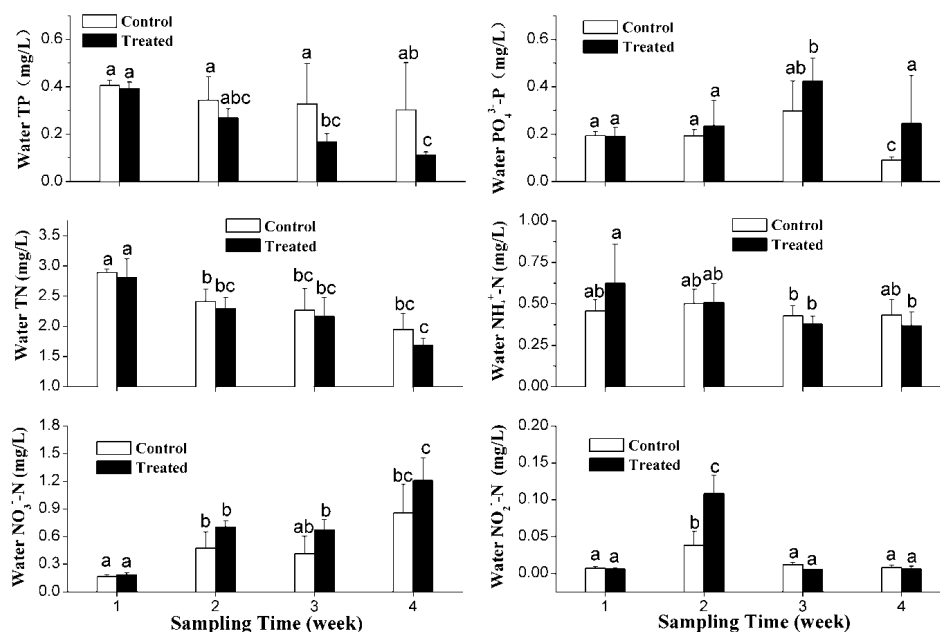 Water TP (mg/L)
0.6
0.4
0.2
0.0
Control
Treated
a a
a abc
a bc
ab c
Water PO₄³⁻-P (mg/L)
0.6
0.4
0.2
0.0
Control
Treated
a a
a a
ab b
c a
Water TN (mg/L)
3.5
3.0
2.5
2.0
1.5
1.0
Control
Treated
a a
b bc
bc bc
bc c
1.00
0.75
0.50
0.25
0.00
Control
Treated
ab a
ab ab
b b
ab b
Water NO₃⁻-N (mg/L)
1.8
1.5
1.2
0.9
0.6
0.3
0.0
Control
Treated
a a
b b
ab b
bc c
1 2 3 4
Sampling Time (week)
Water NO₂⁻-N (mg/L)
0.20
0.15
0.10
0.05
0.00
Control
Treated
a a
b c
a a
a a
1 2 3 4
Sampling Time (week)